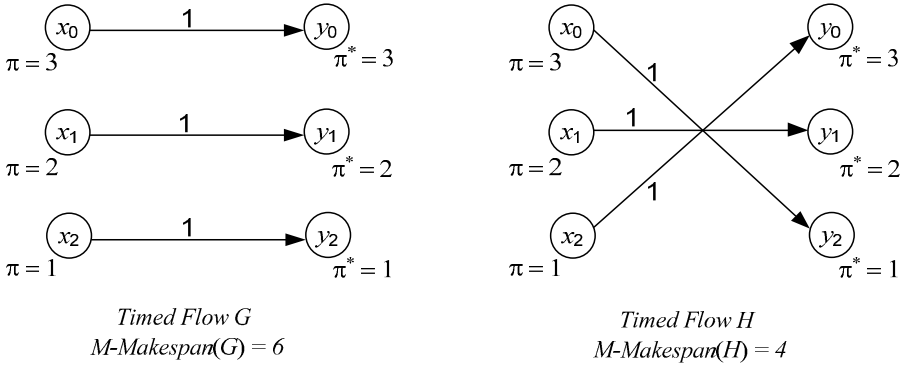 x0 1 y0 x0 y0
π = 3 π* = 3 π = 3 1 π* = 3
x1 1 y1 x1 1 y1
π = 2 π* = 2 π = 2 π* = 2
x2 1 y2 x2 1 y2
π = 1 π* = 1 π = 1 π* = 1
Timed Flow G Timed Flow H
M-Makespan(G) = 6 M-Makespan(H) = 4